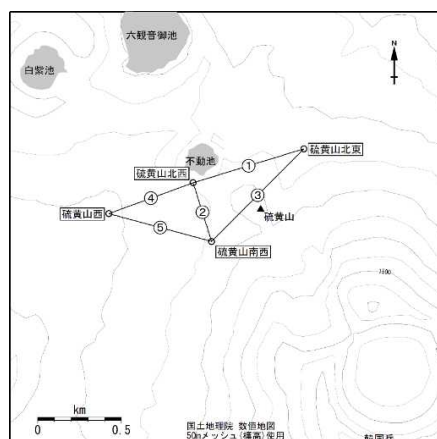 六観音御池
白紫池
N
不動池
①
硫黄山北東
硫黄山北西
④
②
③
硫黄山
硫黄山西
⑤
硫黄山南西
km
0 0.5
国土地理院 数値地図
50mメッシュ(標高)使用